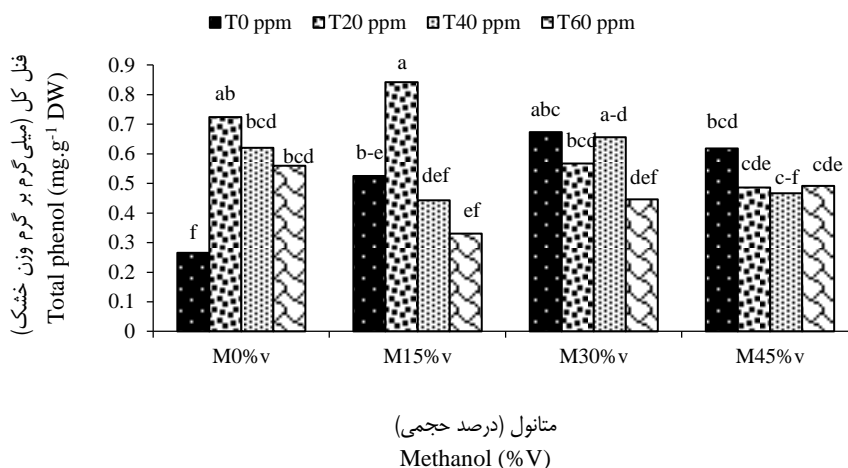 T0 ppm T20 ppm T40 ppm T60 ppm
فنل کل (میلی‌گرم بر گرم وزن خشک)
Total phenol (mg.g-1 DW)
0.9
0.8
0.7
0.6
0.5
0.4
0.3
0.2
0.1
0
f ab bcd bcd
b-e a def ef
abc bcd a-d def
bcd cde c-f cde
M0%v M15%v M30%v M45%v
متانول (درصد حجمی)
Methanol (%V)